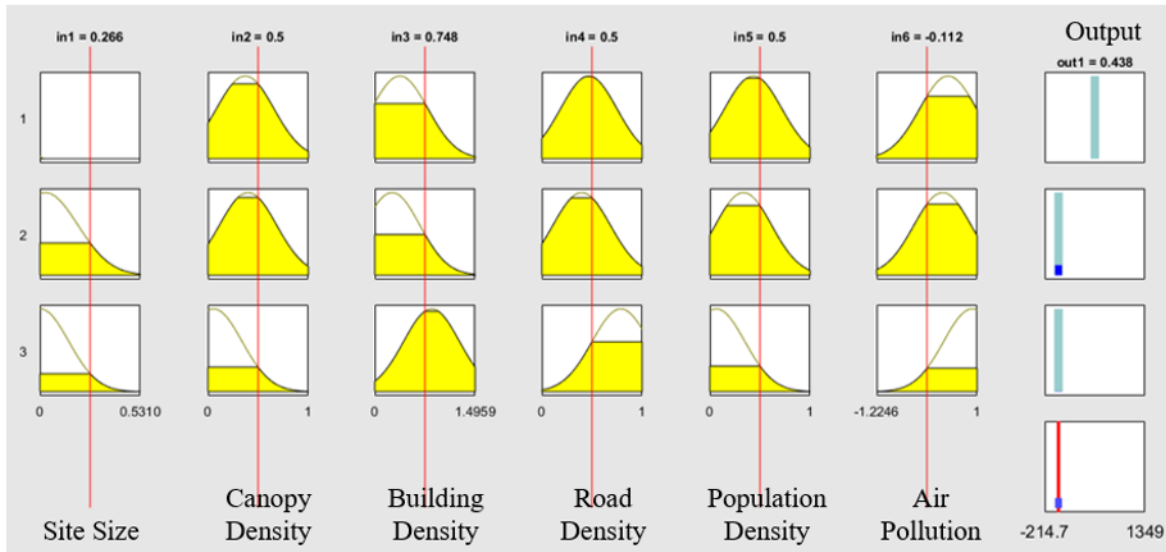 Output
in1 = 0.266 in2 = 0.5 in3 = 0.748 in4 = 0.5 in5 = 0.5 in6 = -0.112
out1 = 0.438
1
2
3
0 0.5310 0 1 0 1.4959 0 1 0 1 -1.2246 1
Canopy Building Road Population Air
Site Size Density Density Density Density Pollution
-214.7 1349